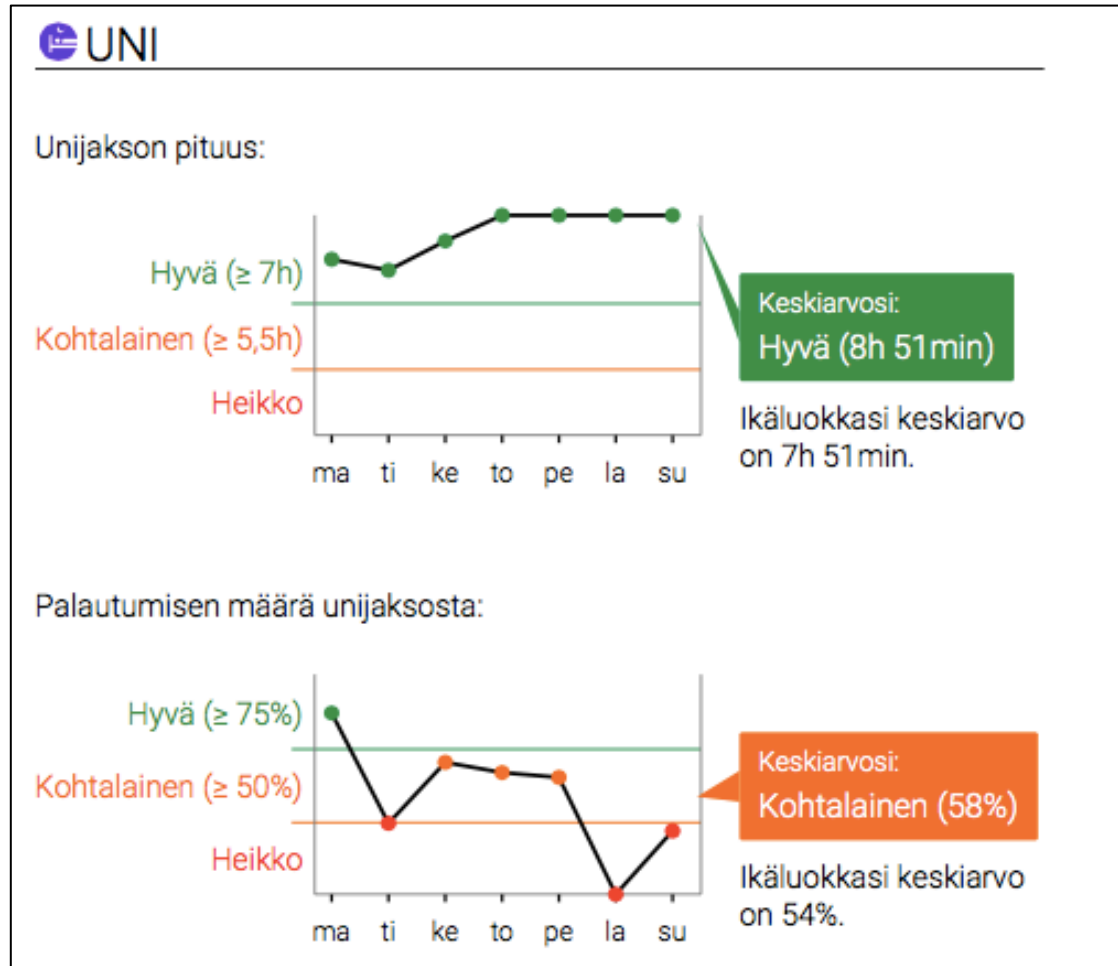 UNI
Unijakson pituus:
Hyvä (≥ 7h)
Kohtalainen (≥ 5,5h)
Heikko
ma ti ke to pe la su
Keskiarvosi:
Hyvä (8h 51min)
Ikäluokkasi keskiarvo
on 7h 51min.
Palautumisen määrä unijaksosta:
Hyvä (≥ 75%)
Kohtalainen (≥ 50%)
Heikko
ma ti ke to pe la su
Keskiarvosi:
Kohtalainen (58%)
Ikäluokkasi keskiarvo
on 54%.